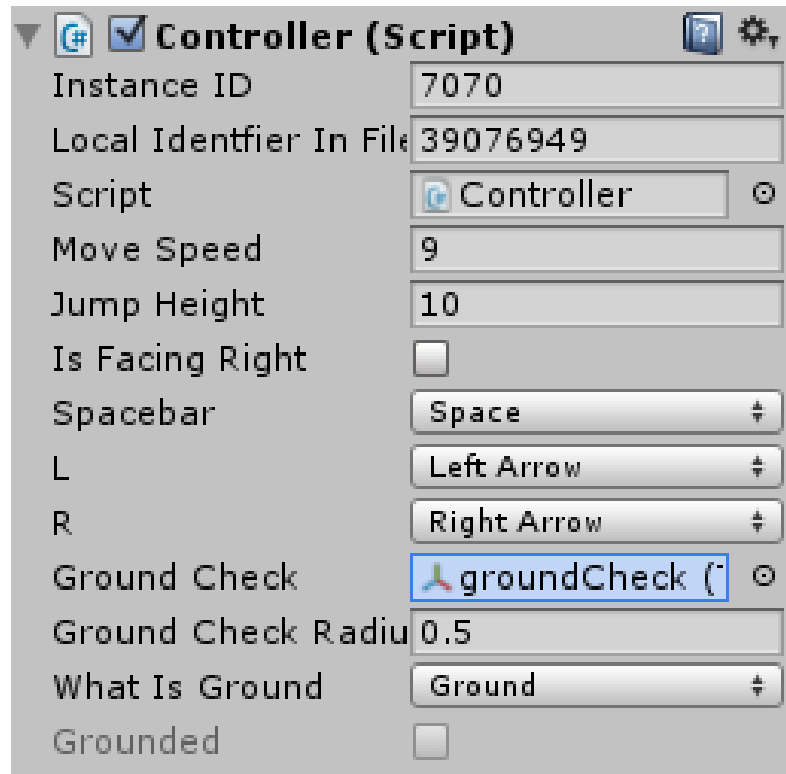 Controller (Script)
Instance ID 7070
Local Identfier In File 39076949
Script Controller
Move Speed 9
Jump Height 10
Is Facing Right
Spacebar Space
L Left Arrow
R Right Arrow
Ground Check groundCheck (T
Ground Check Radiu 0.5
What Is Ground Ground
Grounded